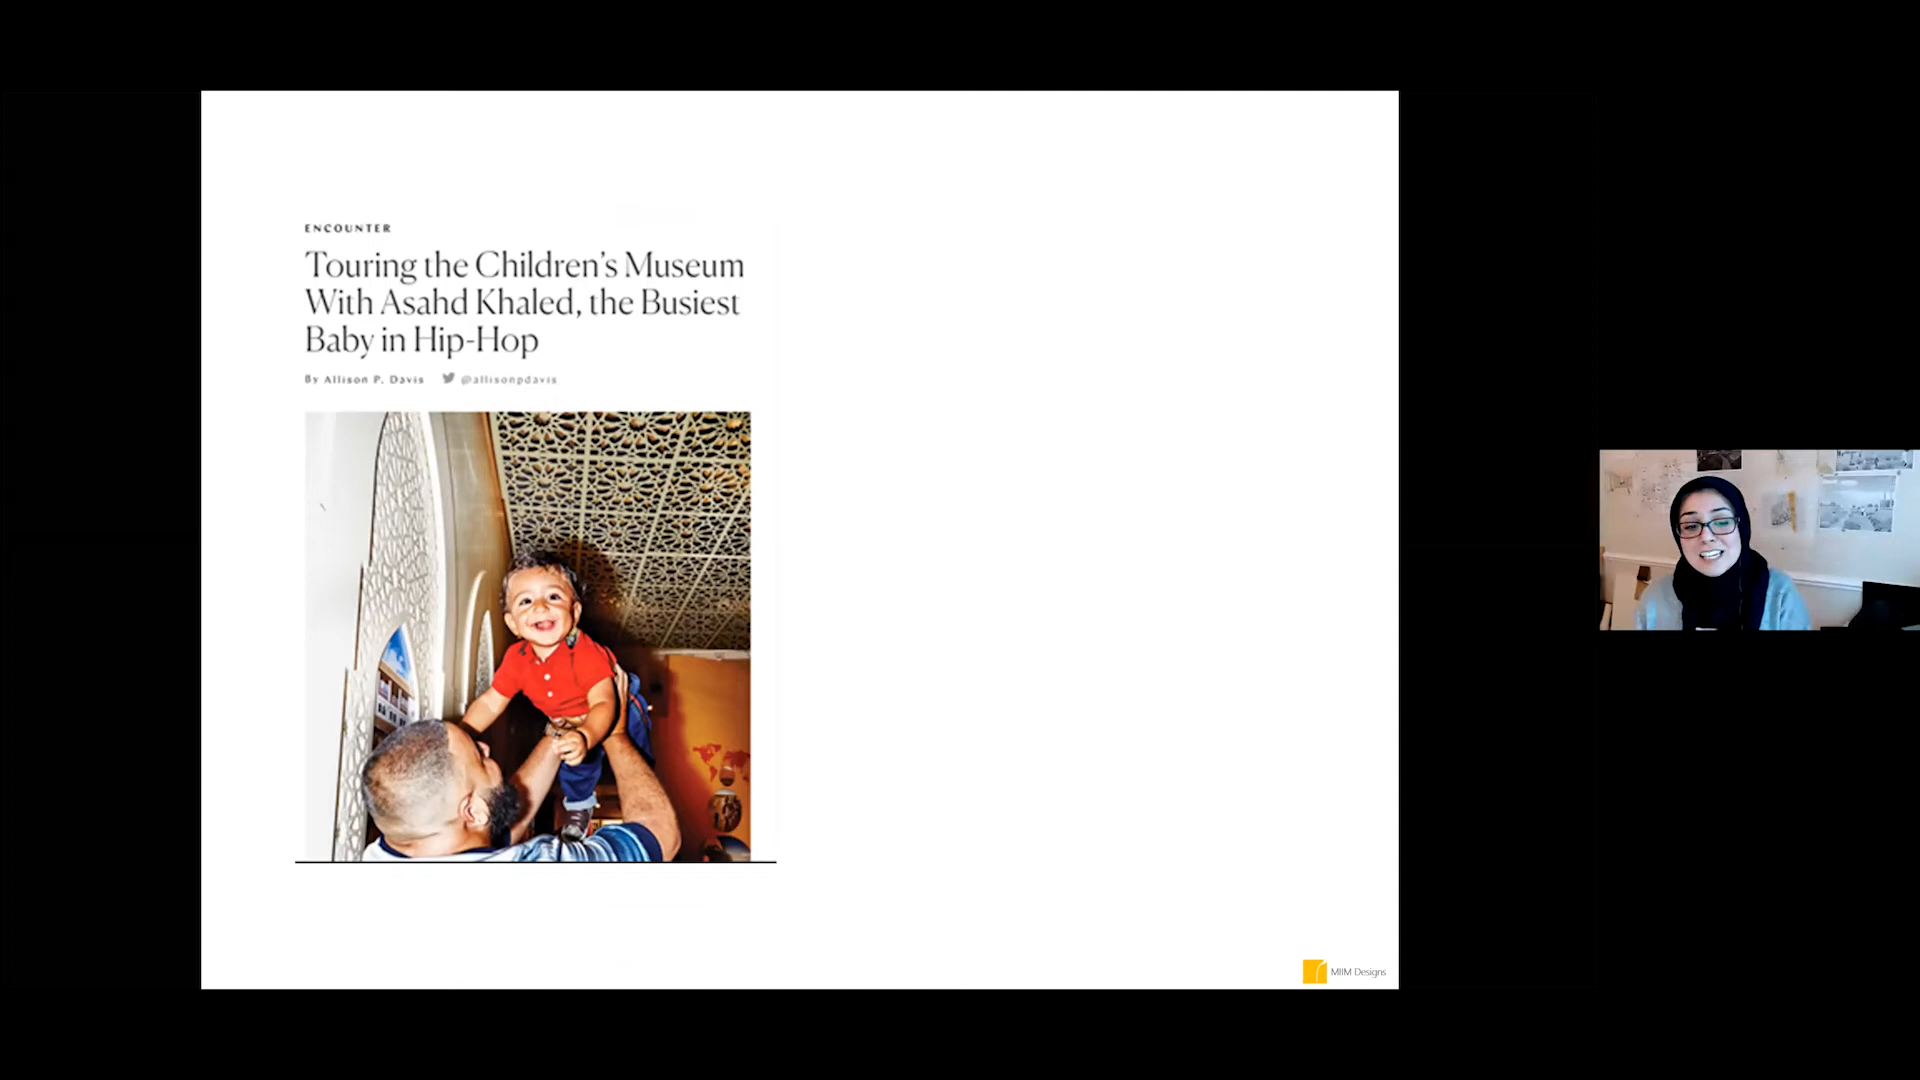 ENCOUNTER
Touring the Children's Museum
With Asahd Khaled, the Busiest
Baby in Hip-Hop
By Allison P. Davis @allisonpdavis
MIIM Designs